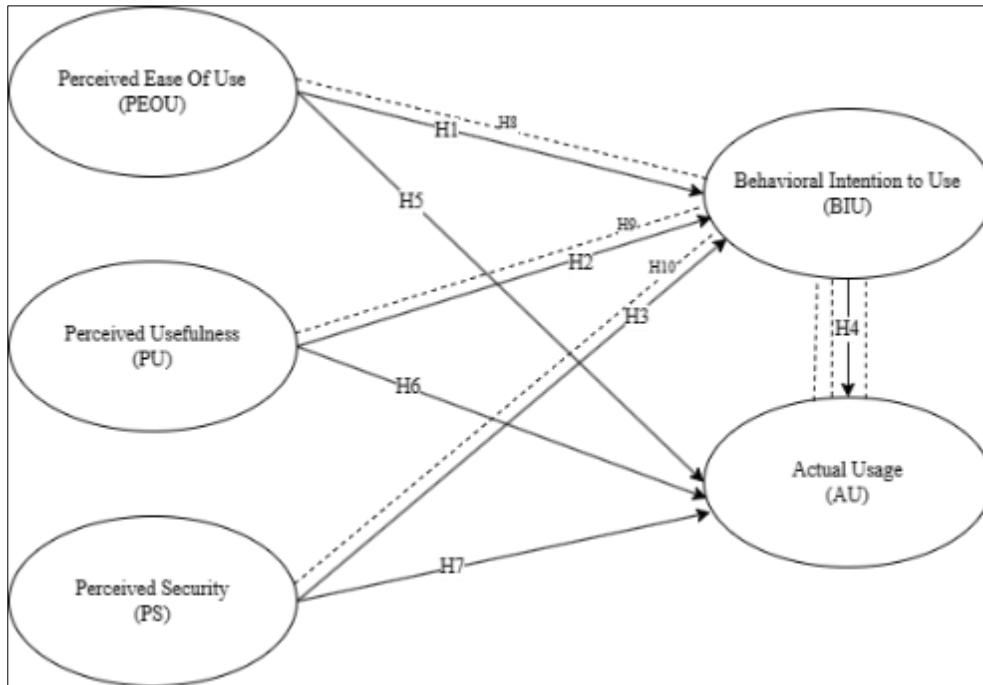 Perceived Ease Of Use
(PEOU)
H8
H1
Behavioral Intention to Use
(BIU)
H5
H9
H2
H10
H3
Perceived Usefulness
(PU)
H4
H6
Actual Usage
(AU)
H7
Perceived Security
(PS)